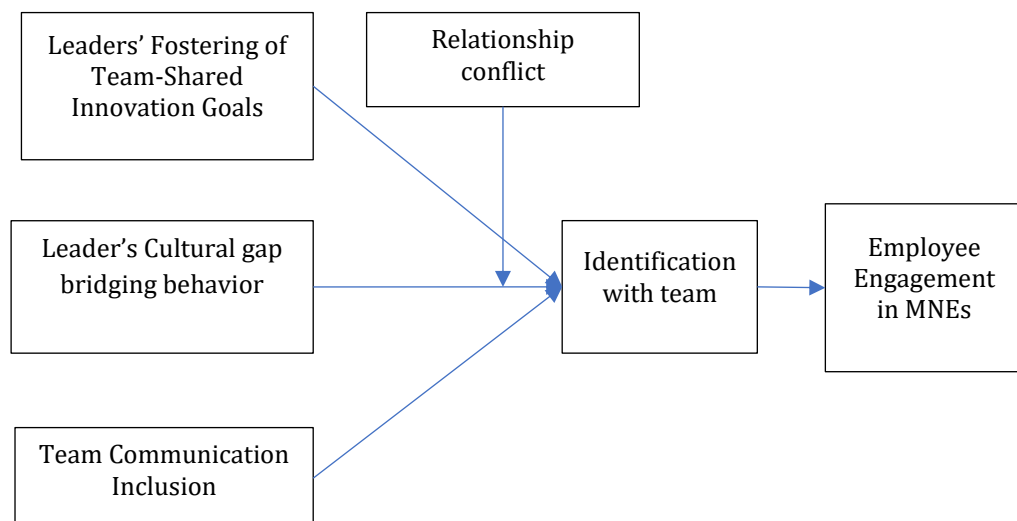 Leaders’ Fostering of
Team-Shared
Innovation Goals
Relationship
conflict
Leader’s Cultural gap
bridging behavior
Identification
with team
Employee
Engagement
in MNEs
Team Communication
Inclusion